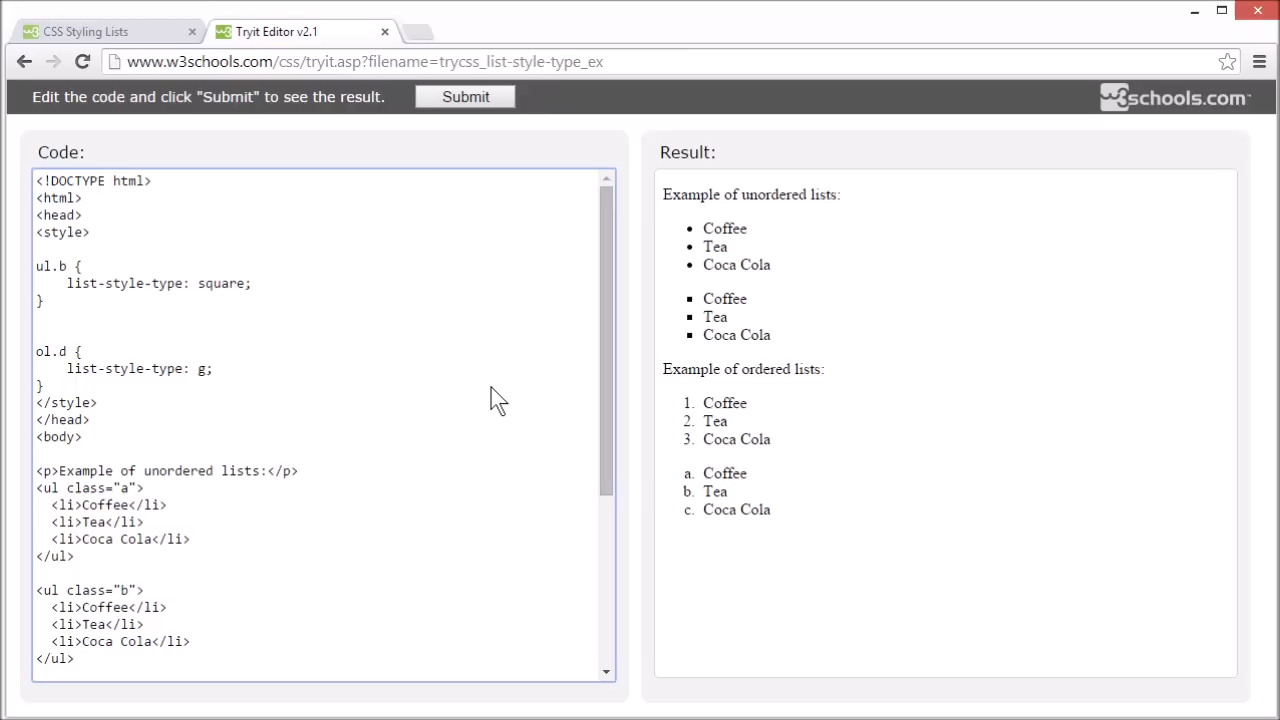 CSS Styling Lists
Tryit Editor v2.1
www.w3schools.com/css/tryit.asp?filename=trycss_list-style-type_ex
Edit the code and click "Submit" to see the result.
Submit
w3schools.com™
Code:
<!DOCTYPE html>
<html>
<head>
<style>
ul.b {
    list-style-type: square;
}
ol.d {
    list-style-type: g;
}
</style>
</head>
<body>
<p>Example of unordered lists:</p>
<ul class="a">
  <li>Coffee</li>
  <li>Tea</li>
  <li>Coca Cola</li>
</ul>
<ul class="b">
  <li>Coffee</li>
  <li>Tea</li>
  <li>Coca Cola</li>
</ul>
Result:
Example of unordered lists:
• Coffee
• Tea
• Coca Cola
▪ Coffee
▪ Tea
▪ Coca Cola
Example of ordered lists:
1. Coffee
2. Tea
3. Coca Cola
a. Coffee
b. Tea
c. Coca Cola